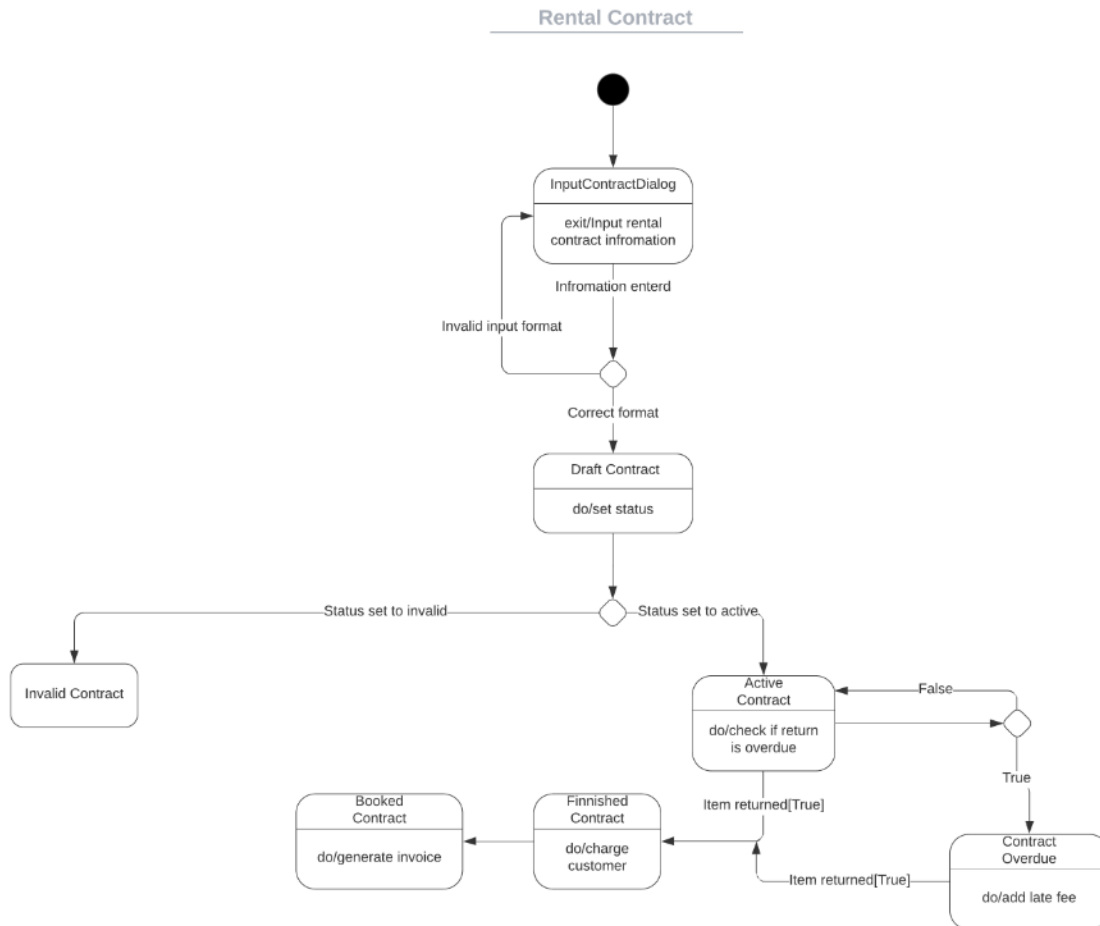 Rental Contract
InputContractDialog
exit/Input rental
contract infromation
Infromation enterd
Invalid input format
Correct format
Draft Contract
do/set status
Status set to invalid
Status set to active
Invalid Contract
Active
Contract
do/check if return
is overdue
False
True
Item returned[True]
Booked
Contract
do/generate invoice
Finnished
Contract
do/charge
customer
Contract
Overdue
do/add late fee
Item returned[True]